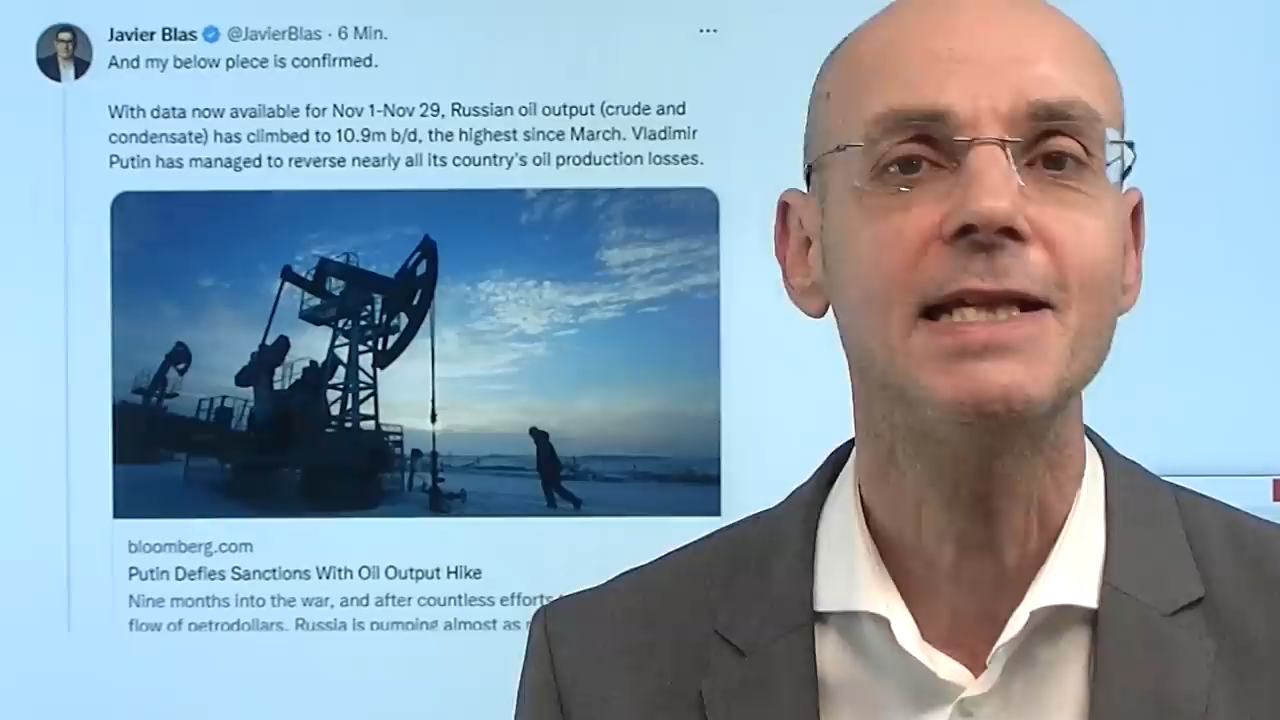 Javier Blas @JavierBlas · 6 Min.
And my below piece is confirmed.
With data now available for Nov 1-Nov 29, Russian oil output (crude and
condensate) has climbed to 10.9m b/d, the highest since March. Vladimir
Putin has managed to reverse nearly all its country's oil production losses.
bloomberg.com
Putin Defies Sanctions With Oil Output Hike
Nine months into the war, and after countless efforts
flow of petrodollars, Russia is pumping almost as